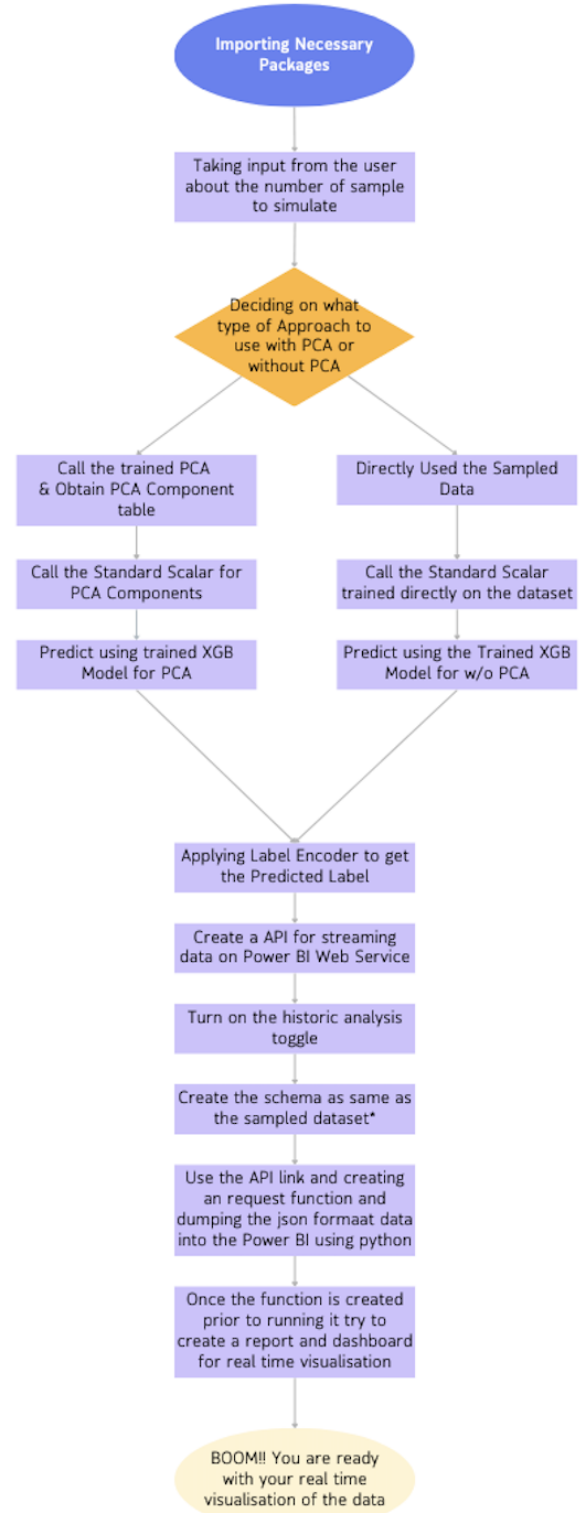 Importing Necessary
Packages
Taking input from the user
about the number of sample
to simulate
Deciding on what
type of Approach to
use with PCA or
without PCA
Call the trained PCA
& Obtain PCA Component
table
Call the Standard Scalar for
PCA Components
Predict using trained XGB
Model for PCA
Directly Used the Sampled
Data
Call the Standard Scalar
trained directly on the dataset
Predict using the Trained XGB
Model for w/o PCA
Applying Label Encoder to get
the Predicted Label
Create a API for streaming
data on Power BI Web Service
Turn on the historic analysis
toggle
Create the schema as same as
the sampled dataset*
Use the API link and creating
an request function and
dumping the json formaat data
into the Power BI using python
Once the function is created
prior to running it try to
create a report and dashboard
for real time visualisation
BOOM!! You are ready
with your real time
visualisation of the data